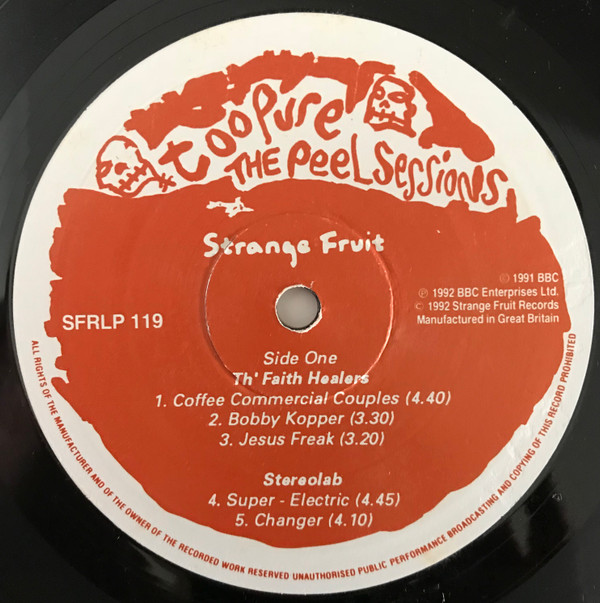 too Pure
THE PeeL Sessions
Strange Fruit
© 1991 BBC
℗ 1992 BBC Enterprises Ltd.
© 1992 Strange Fruit Records
Manufactured in Great Britain
SFRLP 119
Side One
Th' Faith Healers
1. Coffee Commercial Couples (4.40)
2. Bobby Kopper (3.30)
3. Jesus Freak (3.20)
Stereolab
4. Super - Electric (4.45)
5. Changer (4.10)
ALL RIGHTS OF THE MANUFACTURER AND OF THE OWNER OF THE RECORDED WORK RESERVED UNAUTHORISED PUBLIC PERFORMANCE BROADCASTING AND COPYING OF THIS RECORD PROHIBITED